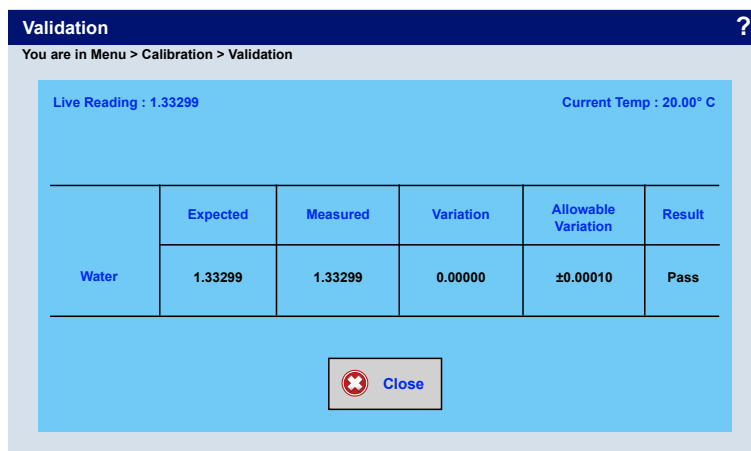 Validation ?
You are in Menu > Calibration > Validation
Live Reading : 1.33299 Current Temp : 20.00° C
Expected Measured Variation Allowable Variation Result
Water 1.33299 1.33299 0.00000 ±0.00010 Pass
Close